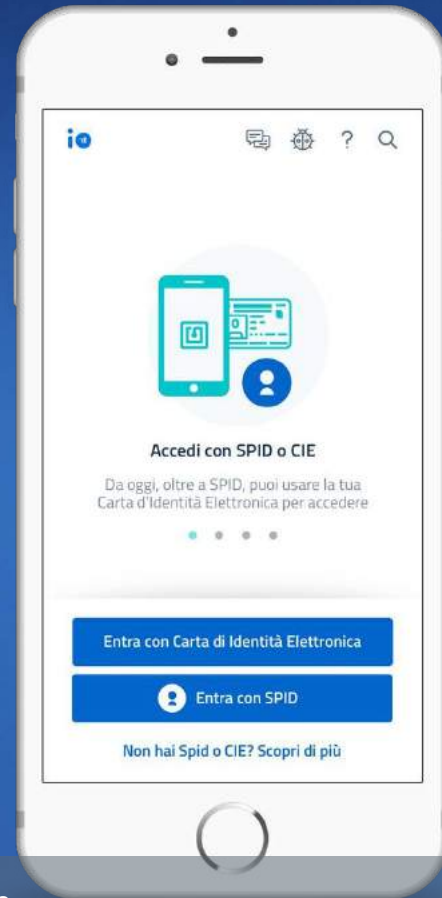 io
?
Accedi con SPID o CIE
Da oggi, oltre a SPID, puoi usare la tua
Carta d'Identità Elettronica per accedere
Entra con Carta di Identità Elettronica
Entra con SPID
Non hai Spid o CIE? Scopri di più